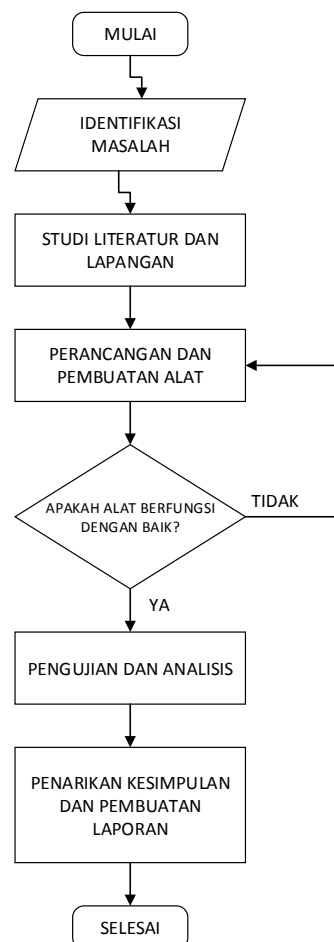 MULAI
IDENTIFIKASI
MASALAH
STUDI LITERATUR DAN
LAPANGAN
PERANCANGAN DAN
PEMBUATAN ALAT
APAKAH ALAT BERFUNGSI
DENGAN BAIK?
TIDAK
YA
PENGUJIAN DAN ANALISIS
PENARIKAN KESIMPULAN
DAN PEMBUATAN
LAPORAN
SELESAI